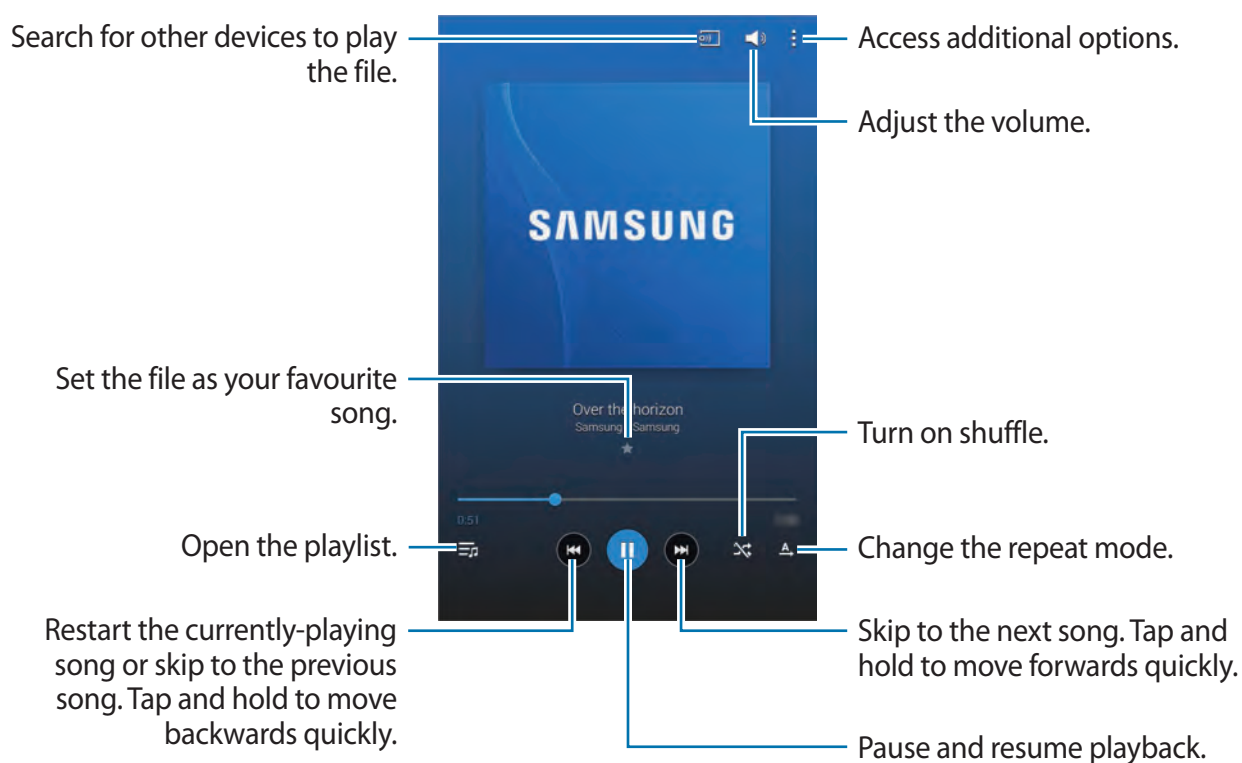 Search for other devices to play
the file.
Access additional options.
Adjust the volume.
SAMSUNG
Set the file as your favourite
song.
Over the horizon
Samsung Samsung
Turn on shuffle.
0:51
Open the playlist.
A
Change the repeat mode.
Restart the currently-playing
song or skip to the previous
song. Tap and hold to move
backwards quickly.
Skip to the next song. Tap and
hold to move forwards quickly.
Pause and resume playback.